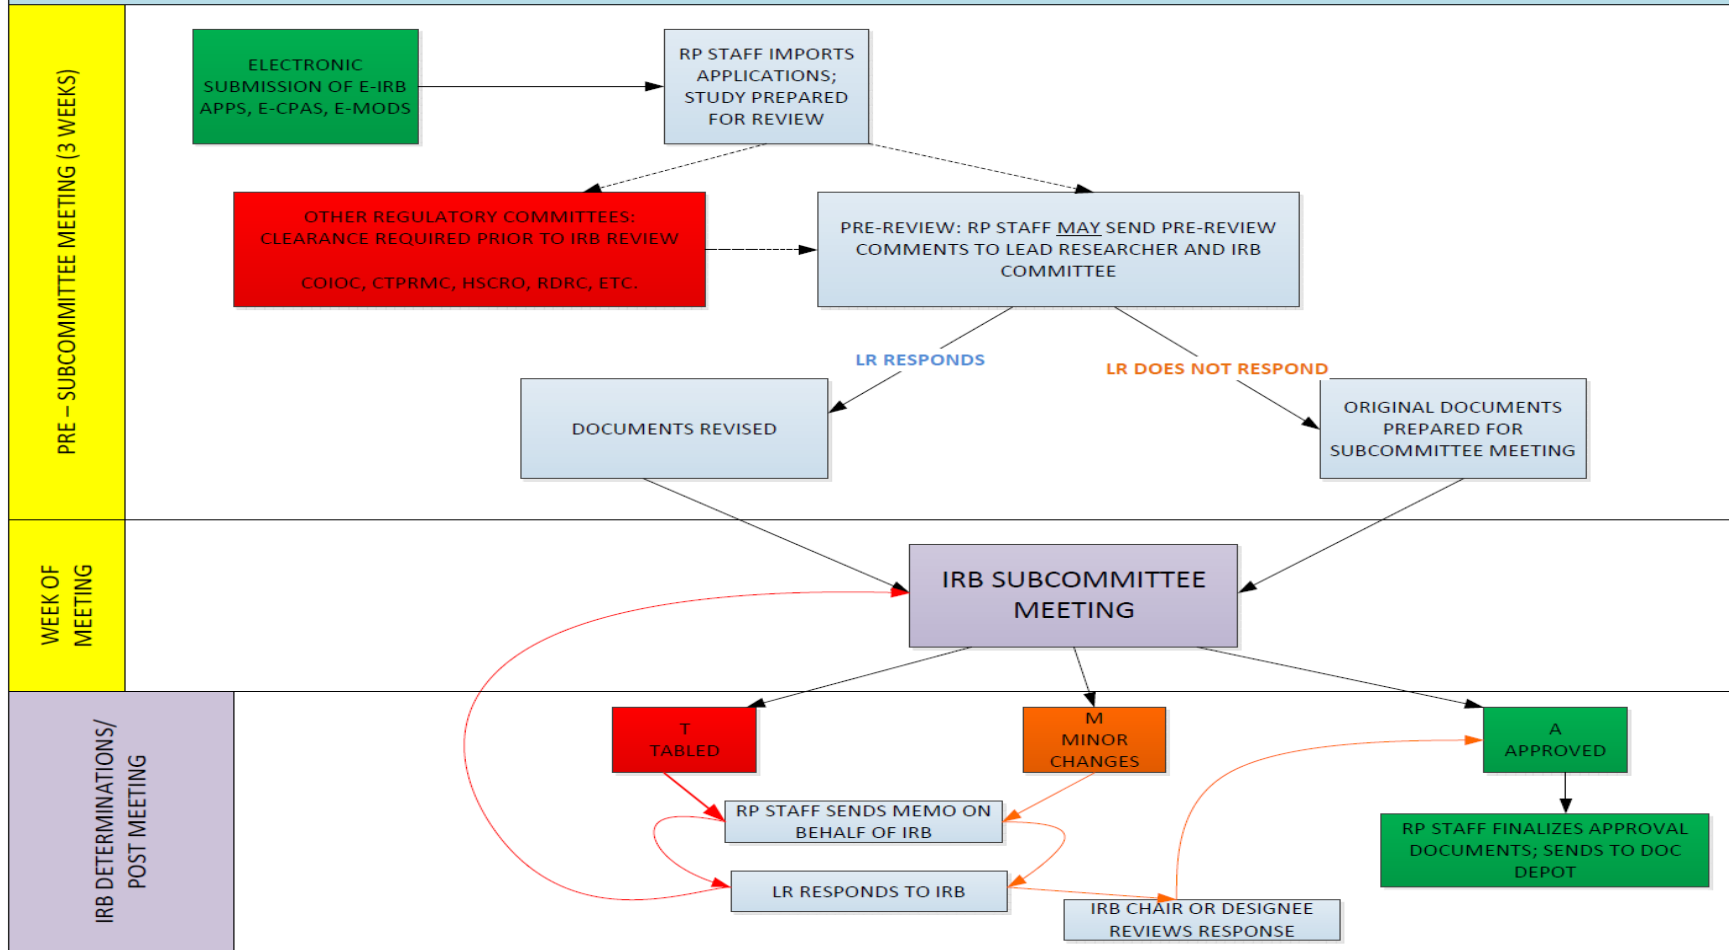 PRE – SUBCOMMITTEE MEETING (3 WEEKS)
ELECTRONIC
SUBMISSION OF E-IRB
APPS, E-CPAS, E-MODS
RP STAFF IMPORTS
APPLICATIONS;
STUDY PREPARED
FOR REVIEW
OTHER REGULATORY COMMITTEES:
CLEARANCE REQUIRED PRIOR TO IRB REVIEW
COIOC, CTPRMC, HSCRO, RDRC, ETC.
PRE-REVIEW: RP STAFF MAY SEND PRE-REVIEW
COMMENTS TO LEAD RESEARCHER AND IRB
COMMITTEE
LR RESPONDS
LR DOES NOT RESPOND
DOCUMENTS REVISED
ORIGINAL DOCUMENTS
PREPARED FOR
SUBCOMMITTEE MEETING
WEEK OF
MEETING
IRB SUBCOMMITTEE
MEETING
IRB DETERMINATIONS/
POST MEETING
T
TABLED
M
MINOR
CHANGES
A
APPROVED
RP STAFF SENDS MEMO ON
BEHALF OF IRB
RP STAFF FINALIZES APPROVAL
DOCUMENTS; SENDS TO DOC
DEPOT
LR RESPONDS TO IRB
IRB CHAIR OR DESIGNEE
REVIEWS RESPONSE